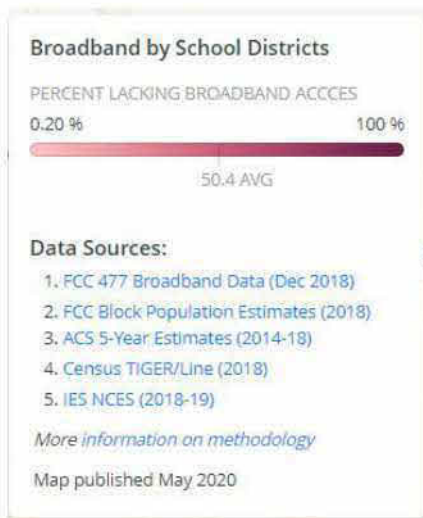 Broadband by School Districts
PERCENT LACKING BROADBAND ACCCES
0.20 % 100 %
50.4 AVG
Data Sources:
1. FCC 477 Broadband Data (Dec 2018)
2. FCC Block Population Estimates (2018)
3. ACS 5-Year Estimates (2014-18)
4. Census TIGER/Line (2018)
5. IES NCES (2018-19)
More information on methodology
Map published May 2020